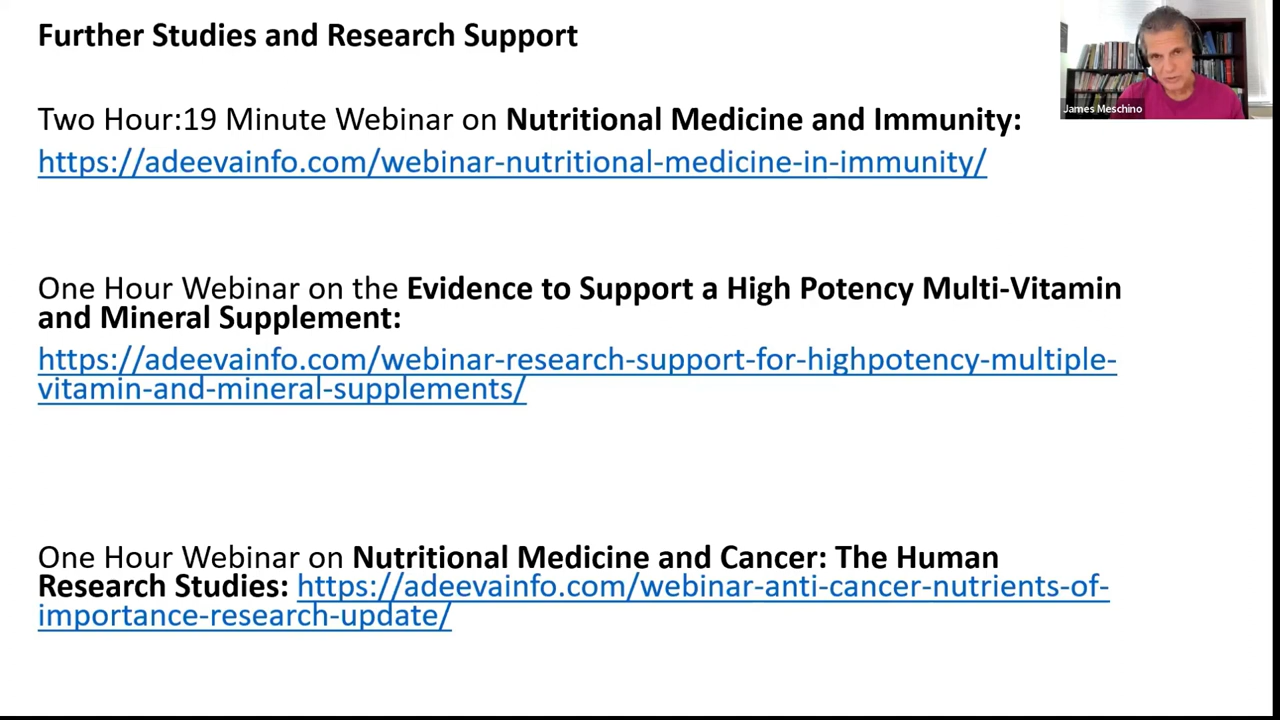 Further Studies and Research Support
James Meschino
Two Hour:19 Minute Webinar on Nutritional Medicine and Immunity:
https://adeevainfo.com/webinar-nutritional-medicine-in-immunity/
One Hour Webinar on the Evidence to Support a High Potency Multi-Vitamin
and Mineral Supplement:
https://adeevainfo.com/webinar-research-support-for-highpotency-multiple-
vitamin-and-mineral-supplements/
One Hour Webinar on Nutritional Medicine and Cancer: The Human
Research Studies: https://adeevainfo.com/webinar-anti-cancer-nutrients-of-
importance-research-update/